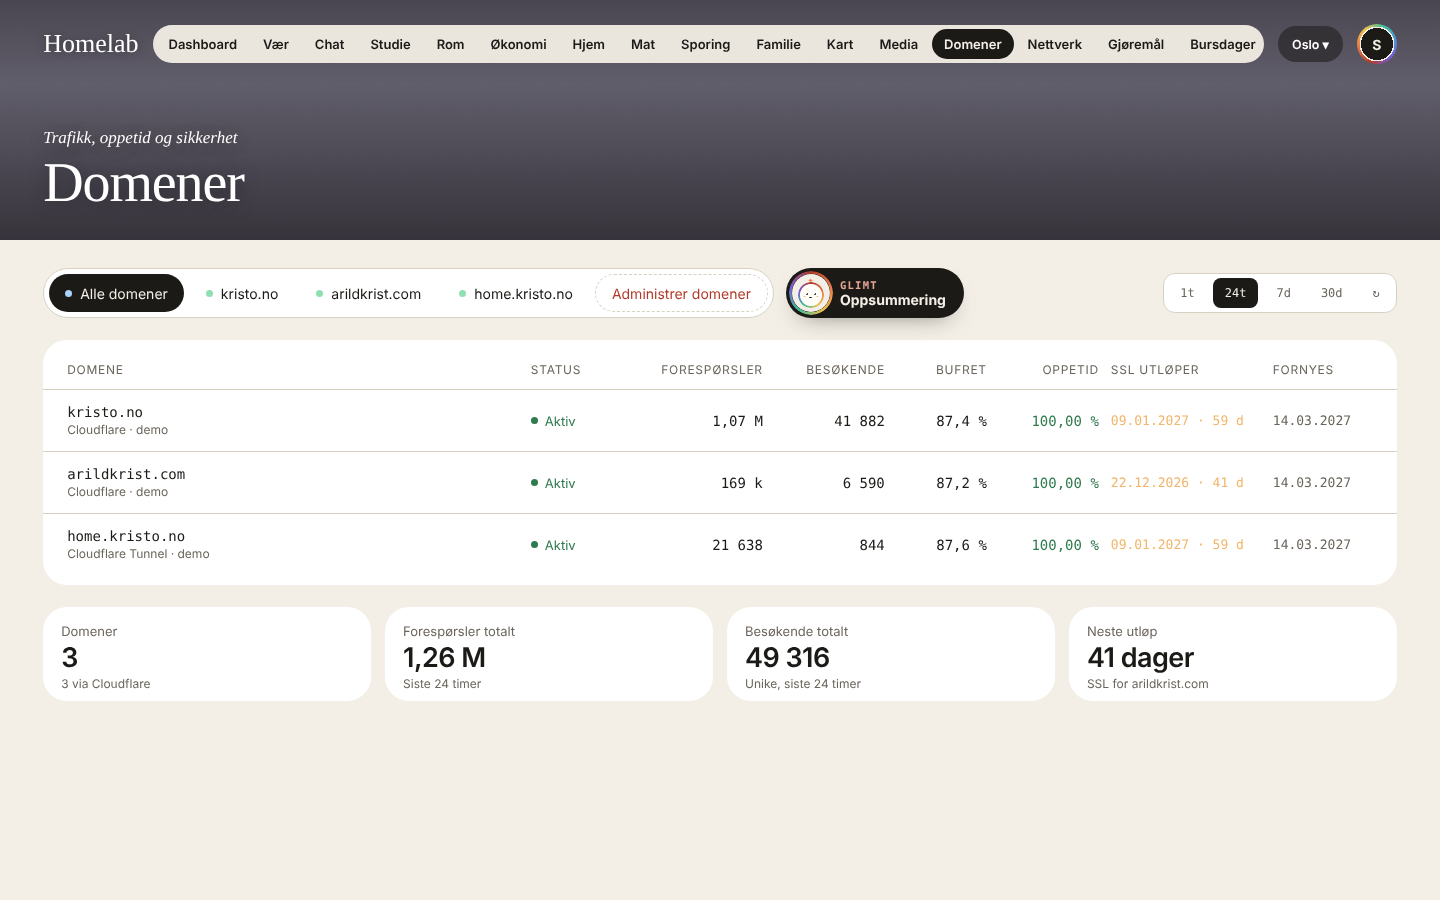 Homelab
Dashboard Vær Chat Studie Rom Økonomi Hjem Mat Sporing Familie Kart Media Domener Nettverk Gjøremål Bursdager
Oslo ▾
S
Trafikk, oppetid og sikkerhet
Domener
Alle domener kristo.no arildkrist.com home.kristo.no Administrer domener
GLIMT
Oppsummering
1t 24t 7d 30d ↻
DOMENE STATUS FORESPØRSLER BESØKENDE BUFRET OPPETID SSL UTLØPER FORNYES
kristo.no
Cloudflare · demo
Aktiv 1,07 M 41 882 87,4 % 100,00 % 09.01.2027 · 59 d 14.03.2027
arildkrist.com
Cloudflare · demo
Aktiv 169 k 6 590 87,2 % 100,00 % 22.12.2026 · 41 d 14.03.2027
home.kristo.no
Cloudflare Tunnel · demo
Aktiv 21 638 844 87,6 % 100,00 % 09.01.2027 · 59 d 14.03.2027
Domener
3
3 via Cloudflare
Forespørsler totalt
1,26 M
Siste 24 timer
Besøkende totalt
49 316
Unike, siste 24 timer
Neste utløp
41 dager
SSL for arildkrist.com